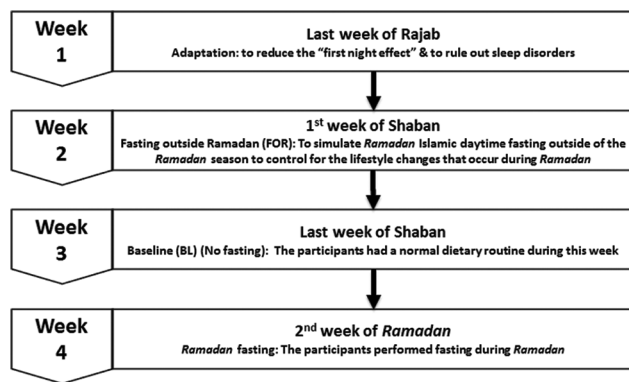 Week
1
Last week of Rajab
Adaptation: to reduce the “first night effect” & to rule out sleep disorders
Week
2
1st week of Shaban
Fasting outside Ramadan (FOR): To simulate Ramadan Islamic daytime fasting outside of the
Ramadan season to control for the lifestyle changes that occur during Ramadan
Week
3
Last week of Shaban
Baseline (BL) (No fasting): The participants had a normal dietary routine during this week
Week
4
2nd week of Ramadan
Ramadan fasting: The participants performed fasting during Ramadan